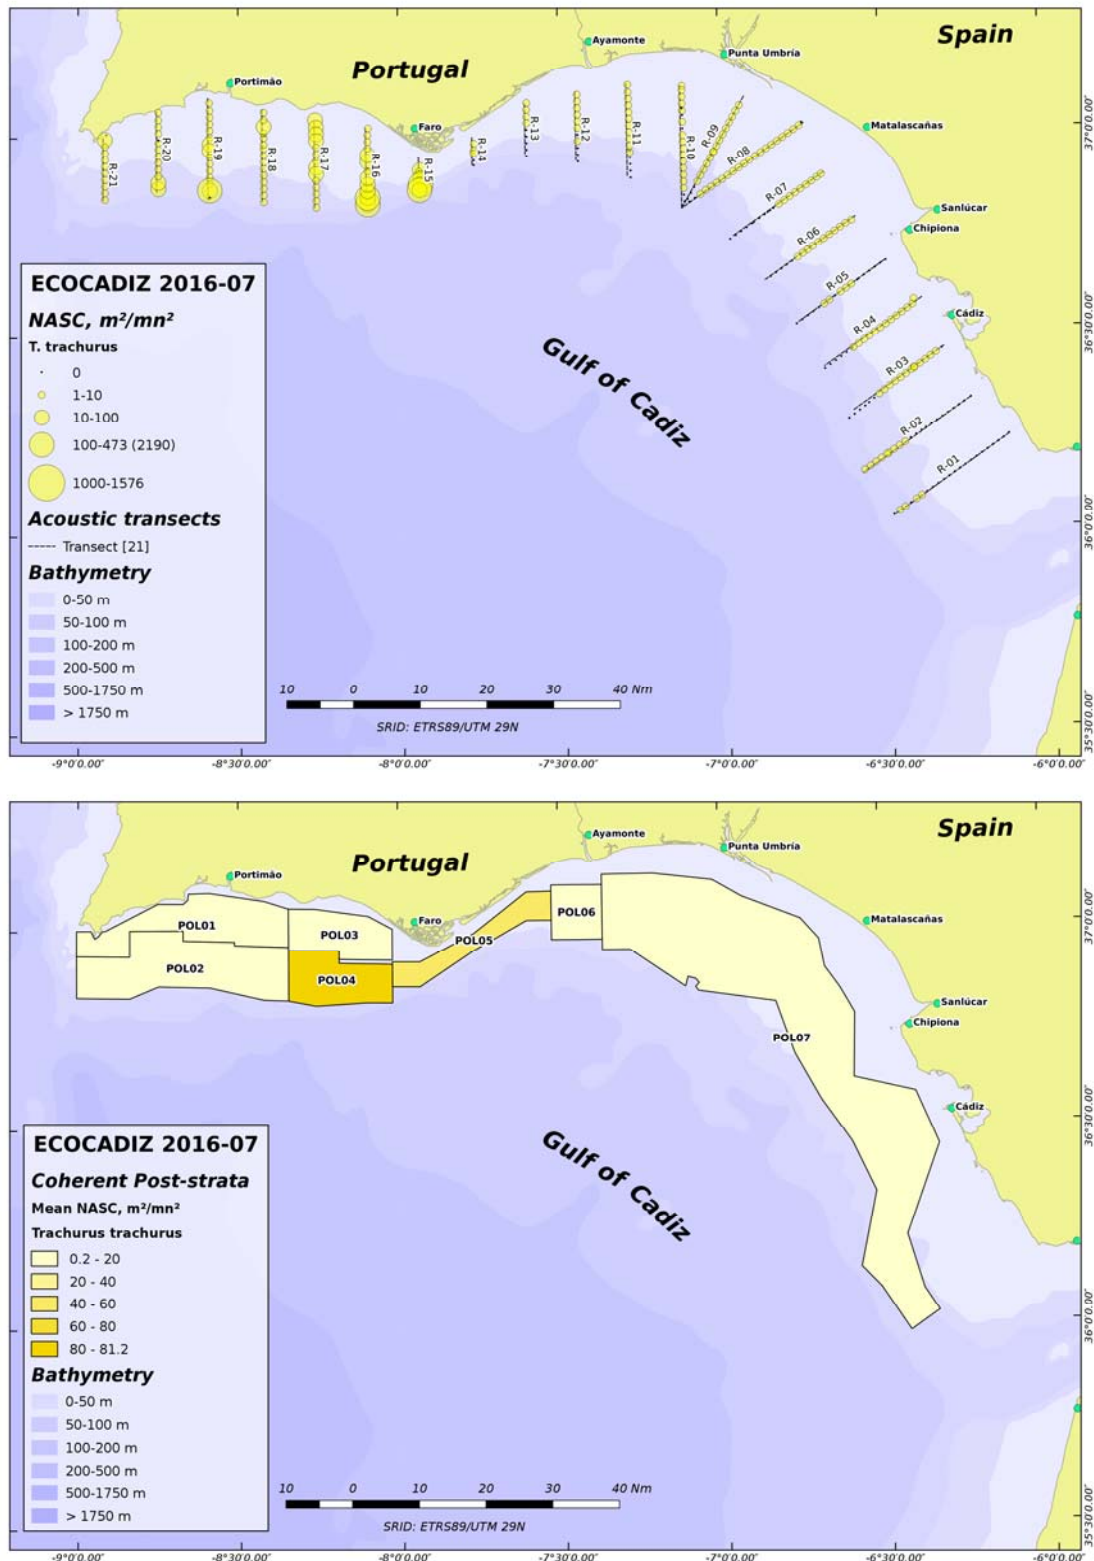 Spain
Ayamonte
Punta Umbría
Portugal
Portimão
Faro
Matalascañas
37°0'0.00"
R-21
R-20
R-19
R-18
R-17
R-16
R-15
R-14
R-13
R-12
R-11
R-10
R-09
R-08
R-07
R-06
R-05
R-04
R-03
R-02
R-01
Sanlúcar
Chipiona
Cádiz
36°30'0.00"
Gulf of Cadiz
ECOCADIZ 2016-07
NASC, m²/mn²
T. trachurus
0
1-10
10-100
100-473 (2190)
1000-1576
Acoustic transects
Transect [21]
Bathymetry
0-50 m
50-100 m
100-200 m
200-500 m
500-1750 m
> 1750 m
36°0'0.00"
10 0 10 20 30 40 Nm
SRID: ETRS89/UTM 29N
35°30'0.00"
-9°0'0.00" -8°30'0.00" -8°0'0.00" -7°30'0.00" -7°0'0.00" -6°30'0.00" -6°0'0.00"
Spain
Ayamonte
Punta Umbría
Portugal
Portimão
Faro
Matalascañas
37°0'0.00"
POL01
POL02
POL03
POL04
POL05
POL06
POL07
Sanlúcar
Chipiona
Cádiz
36°30'0.00"
Gulf of Cadiz
ECOCADIZ 2016-07
Coherent Post-strata
Mean NASC, m²/mn²
Trachurus trachurus
0.2 - 20
20 - 40
40 - 60
60 - 80
80 - 81.2
Bathymetry
0-50 m
50-100 m
100-200 m
200-500 m
500-1750 m
> 1750 m
36°0'0.00"
10 0 10 20 30 40 Nm
SRID: ETRS89/UTM 29N
35°30'0.00"
-9°0'0.00" -8°30'0.00" -8°0'0.00" -7°30'0.00" -7°0'0.00" -6°30'0.00" -6°0'0.00"